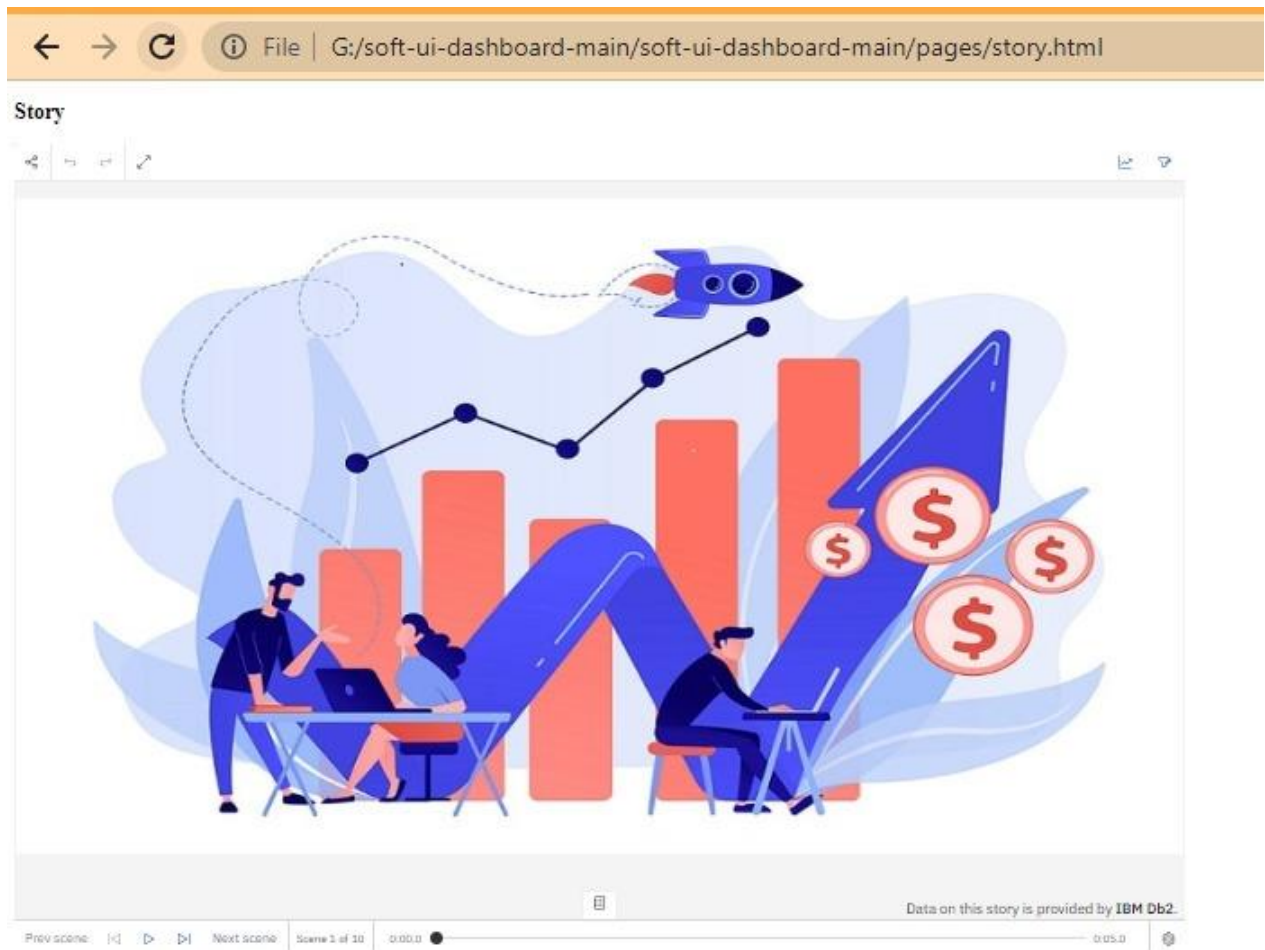 File | G:/soft-ui-dashboard-main/soft-ui-dashboard-main/pages/story.html
Story
$
$
$
$
Data on this story is provided by IBM Db2.
Prev scene Next scene Scene 1 of 10 0:00.0 0:05.0